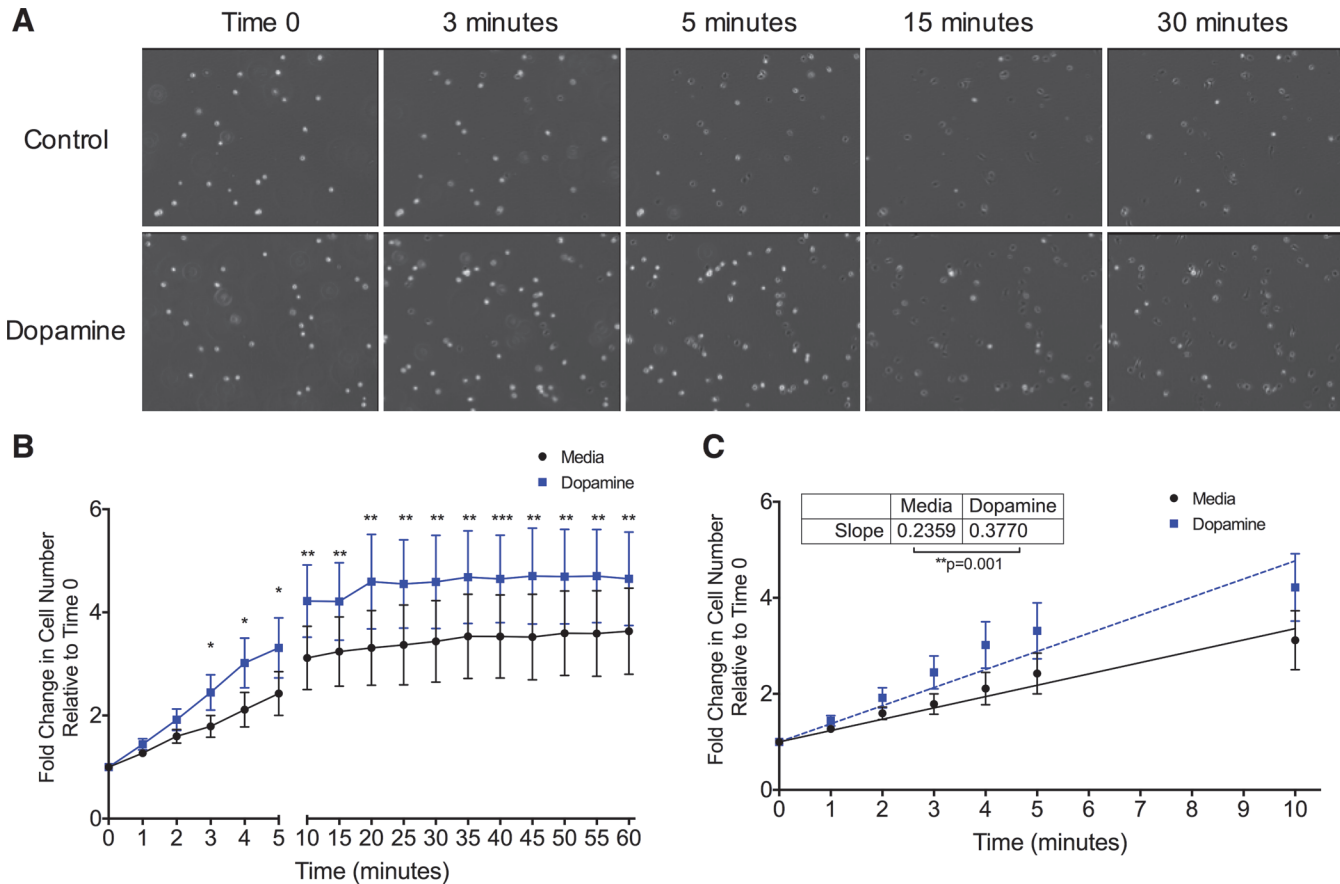 A
Time 0 3 minutes 5 minutes 15 minutes 30 minutes
Control
Dopamine
B
Media
Dopamine
Fold Change in Cell Number
Relative to Time 0
6
4
2
0
* * * ** ** ** ** ** ** *** ** ** ** **
0 1 2 3 4 5 10 15 20 25 30 35 40 45 50 55 60
Time (minutes)
C
Media Dopamine
Slope 0.2359 0.3770
**p=0.001
Media
Dopamine
Fold Change in Cell Number
Relative to Time 0
6
4
2
0
0 1 2 3 4 5 6 7 8 9 10
Time (minutes)